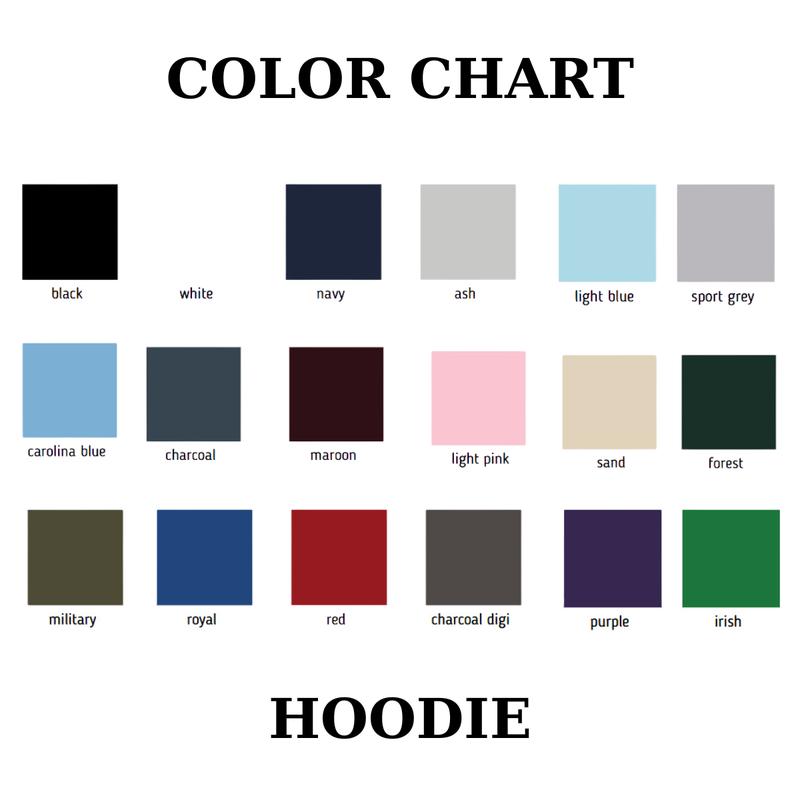 COLOR CHART
black white navy ash light blue sport grey
carolina blue charcoal maroon light pink sand forest
military royal red charcoal digi purple irish
HOODIE